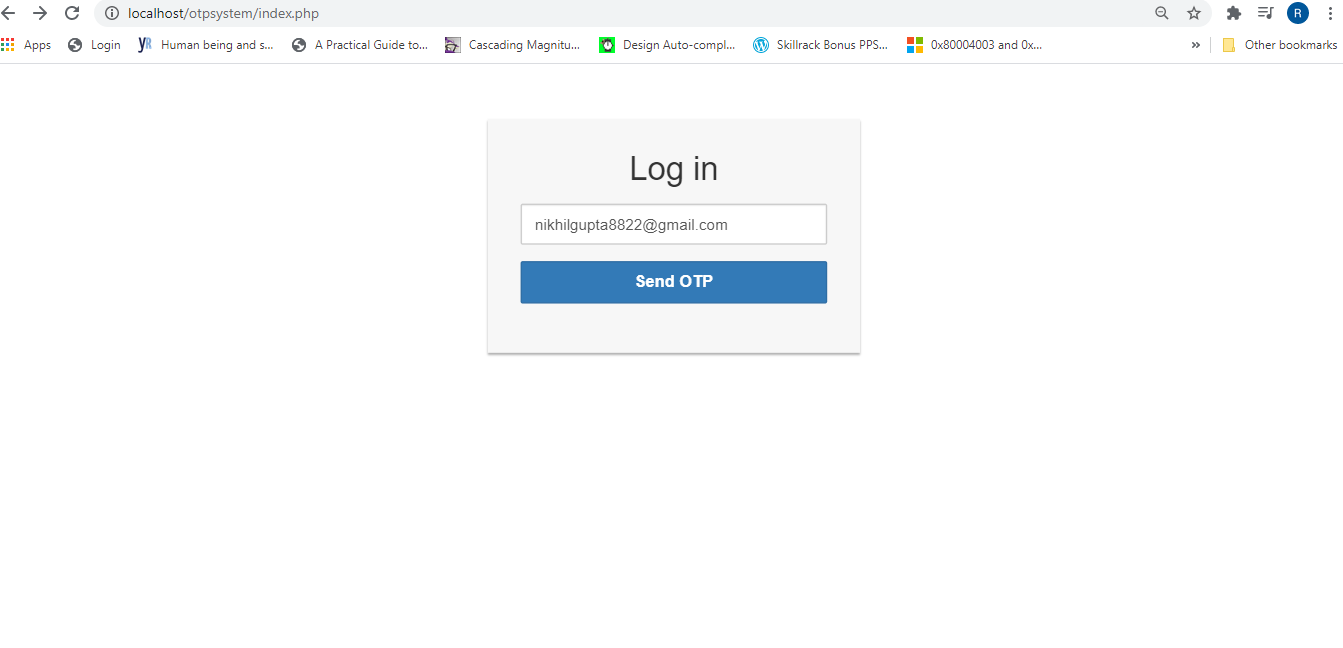 localhost/otpsystem/index.php
R
Apps Login yR Human being and s... A Practical Guide to... Cascading Magnitu... Design Auto-compl... Skillrack Bonus PPS... 0x80004003 and 0x... » Other bookmarks
Log in
nikhilgupta8822@gmail.com
Send OTP